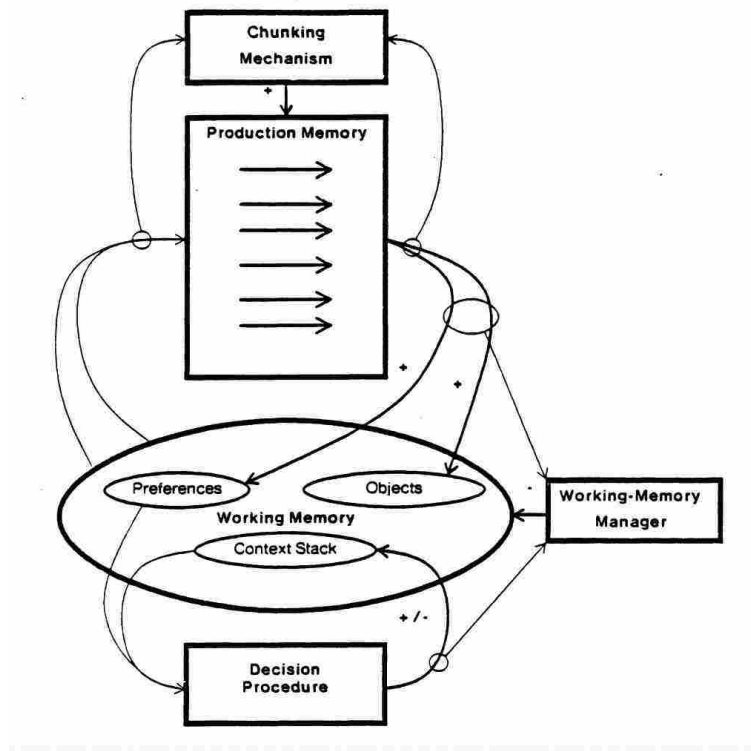 Chunking
Mechanism
+
Production Memory
+
+
Preferences
Objects
-
Working-Memory
Manager
Working Memory
Context Stack
+/-
Decision
Procedure